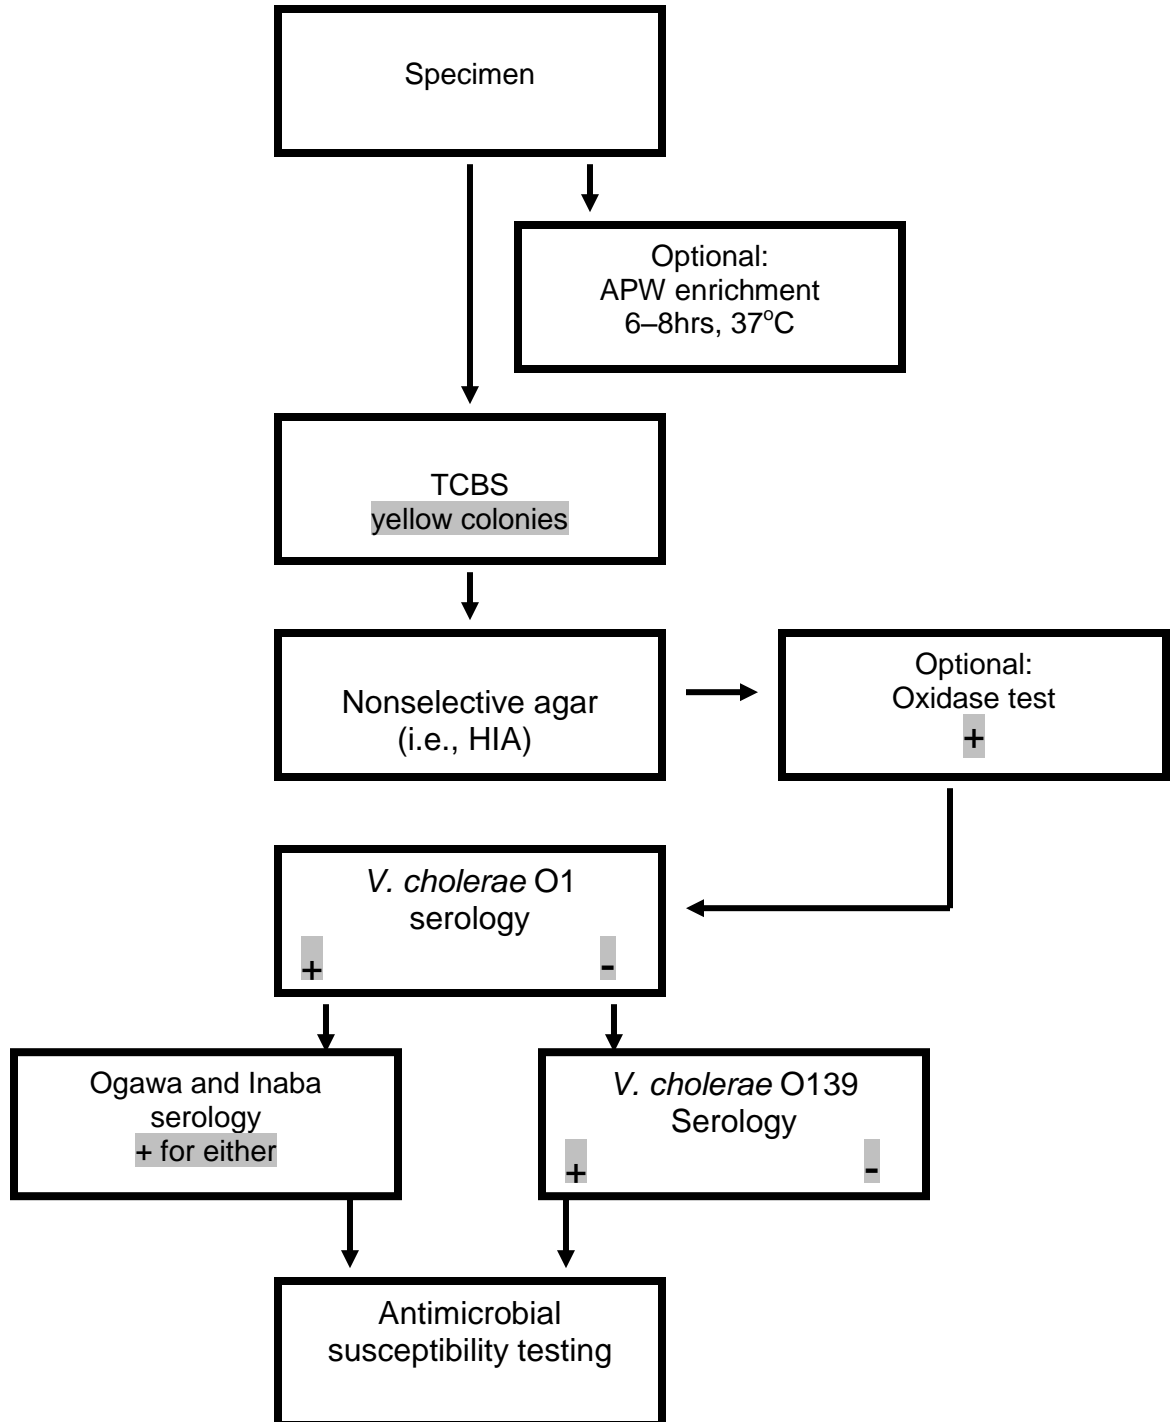 Specimen
Optional:
APW enrichment
6–8hrs, 37°C
TCBS
yellow colonies
Nonselective agar
(i.e., HIA)
Optional:
Oxidase test
+
V. cholerae O1
serology
+ -
Ogawa and Inaba
serology
+ for either
V. cholerae O139
Serology
+ -
Antimicrobial
susceptibility testing